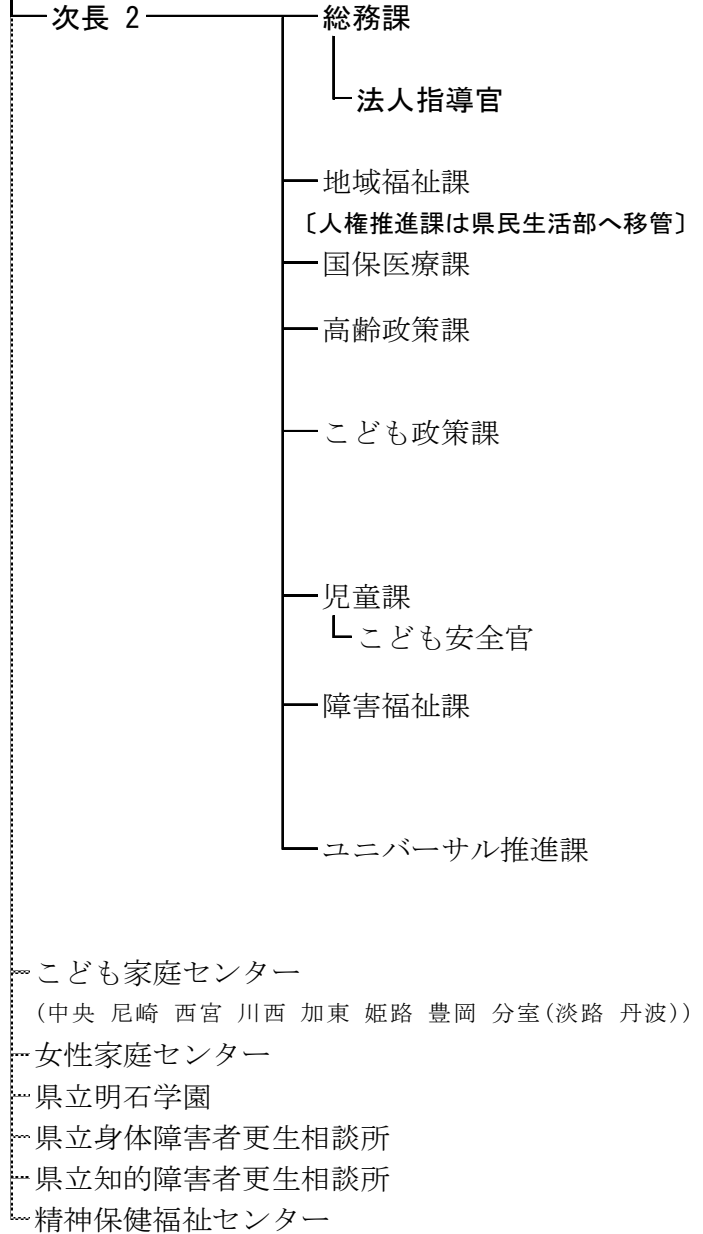 次長 2
総務課
法人指導官
地域福祉課
〔人権推進課は県民生活部へ移管〕
国保医療課
高齢政策課
こども政策課
児童課
こども安全官
障害福祉課
ユニバーサル推進課
こども家庭センター
(中央 尼崎 西宮 川西 加東 姫路 豊岡 分室(淡路 丹波))
女性家庭センター
県立明石学園
県立身体障害者更生相談所
県立知的障害者更生相談所
精神保健福祉センター